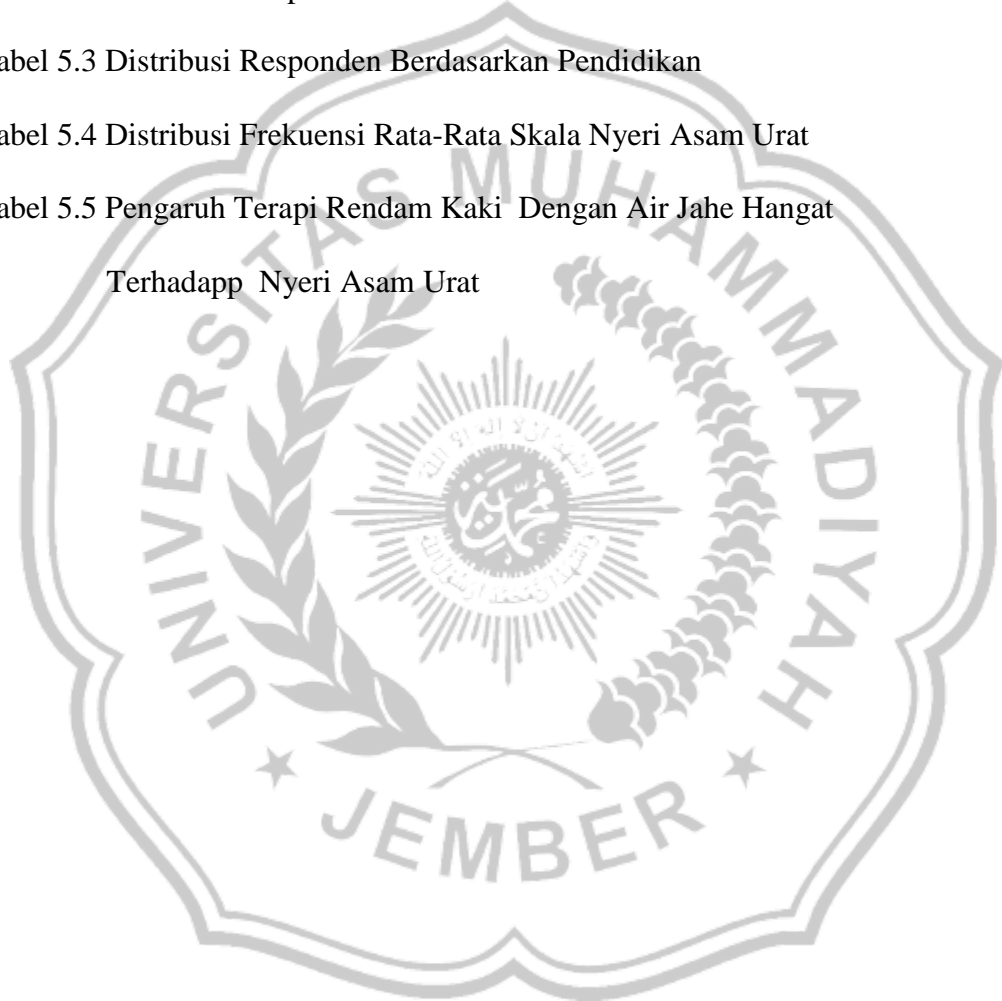 abel 5.3 Distribusi Responden Berdasarkan Pendidikan
abel 5.4 Distribusi Frekuensi Rata-Rata Skala Nyeri Asam Urat
abel 5.5 Pengaruh Terapi Rendam Kaki Dengan Air Jahe Hangat
Terhadapp Nyeri Asam Urat
UNIVERSITAS MUHAMMADIYAH
JEMBER